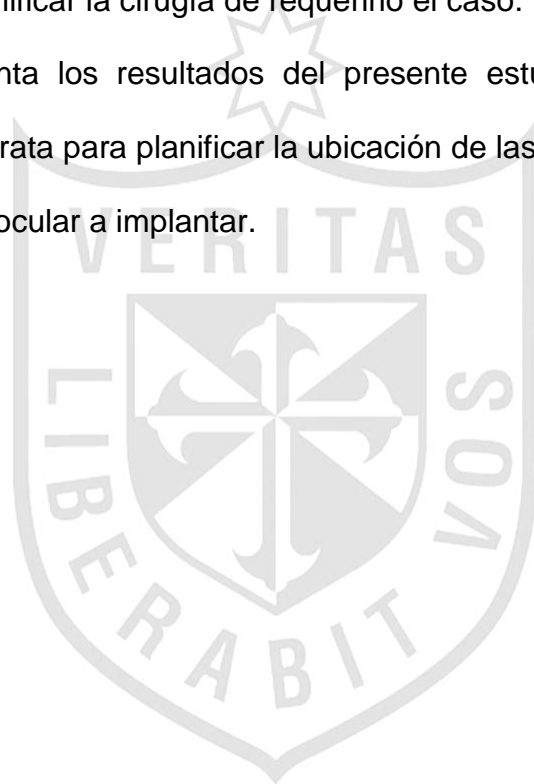 nificar la cirugía de requerirlo el caso.
nta los resultados del presente estu
rata para planificar la ubicación de las
ocular a implantar.
VERITAS
LIBERABIT
VOS